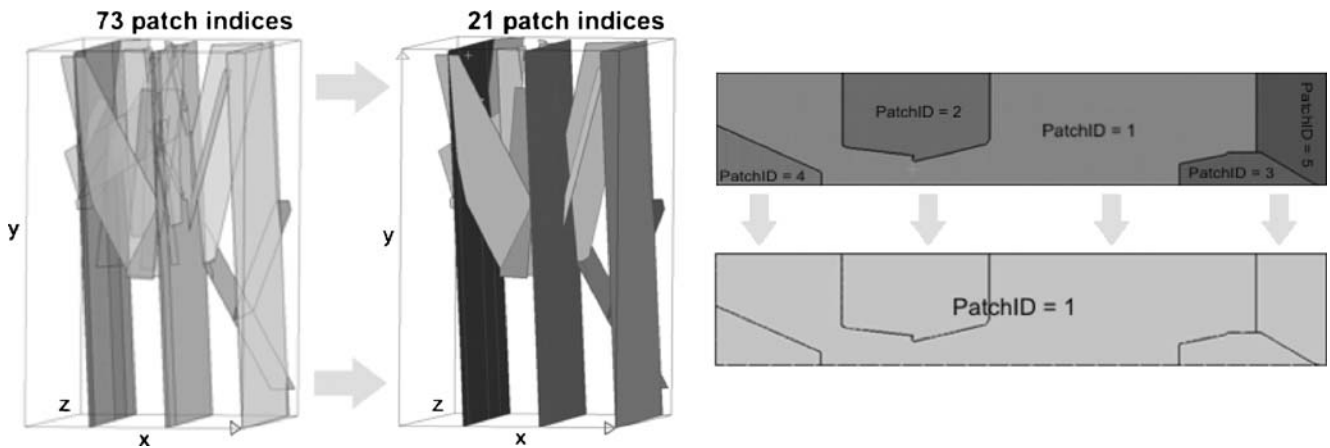 73 patch indices
21 patch indices
y
z
x
y
z
x
PatchID = 2
PatchID = 1
PatchID = 5
PatchID = 4
PatchID = 3
PatchID = 1